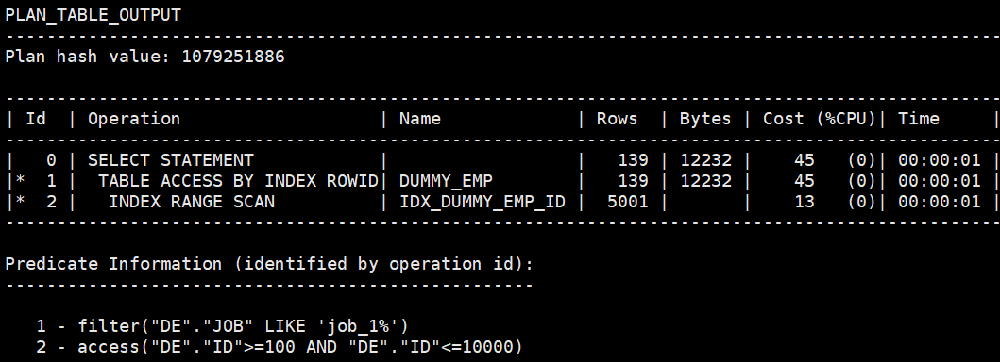 PLAN_TABLE_OUTPUT
------------------------------------------------------------------------------------------------
Plan hash value: 1079251886
------------------------------------------------------------------------------------------------
| Id  | Operation                   | Name             | Rows  | Bytes | Cost (%CPU)| Time     |
------------------------------------------------------------------------------------------------
|   0 | SELECT STATEMENT            |                  |   139 | 12232 |    45   (0)| 00:00:01 |
|*  1 |  TABLE ACCESS BY INDEX ROWID| DUMMY_EMP        |   139 | 12232 |    45   (0)| 00:00:01 |
|*  2 |   INDEX RANGE SCAN          | IDX_DUMMY_EMP_ID |  5001 |       |    13   (0)| 00:00:01 |
------------------------------------------------------------------------------------------------
Predicate Information (identified by operation id):
---------------------------------------------------
   1 - filter("DE"."JOB" LIKE 'job_1%')
   2 - access("DE"."ID">=100 AND "DE"."ID"<=10000)